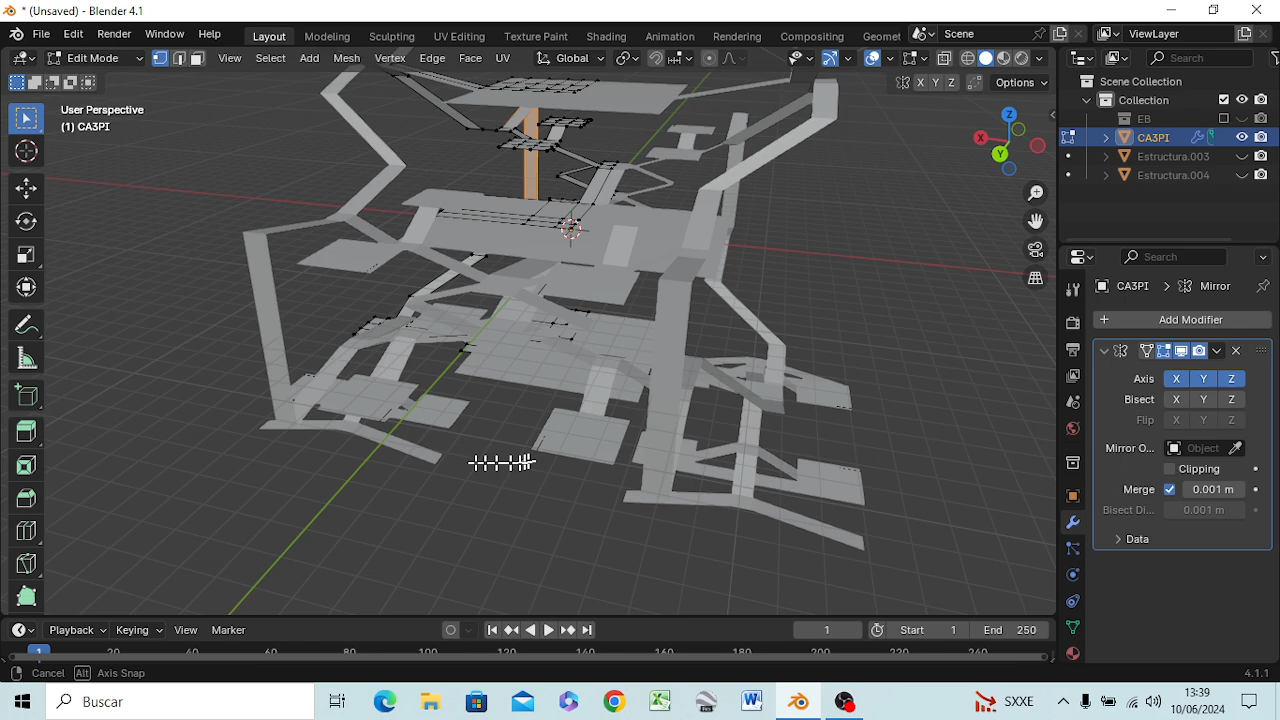 * (Unsaved) - Blender 4.1
File Edit Render Window Help Layout Modeling Sculpting UV Editing Texture Paint Shading Animation Rendering Compositing Geomet Scene ViewLayer
Edit Mode View Select Add Mesh Vertex Edge Face UV Global Search
X Y Z Options
User Perspective
(1) CA3PI
Scene Collection
Collection
EB
CA3PI
Estructura.003
Estructura.004
X
Y
Z
Search
CA3PI > Mirror
Add Modifier
Axis X Y Z
Bisect X Y Z
Flip X Y Z
Mirror O... Object
Clipping
Merge 0.001 m
Bisect Di... 0.001 m
Data
Playback Keying View Marker 1 Start 1 End 250
1 20 40 60 80 100 120 140 160 180 200 220 240
Cancel Alt Axis Snap 4.1.1
Buscar SXXE 13:39
10/06/2024